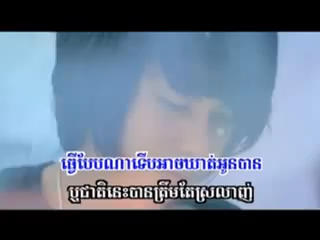 ធ្វើបែបណាទើបអាចឃាត់អូនបាន
ឬជាតិនេះបានត្រឹមតែស្រលាញ់